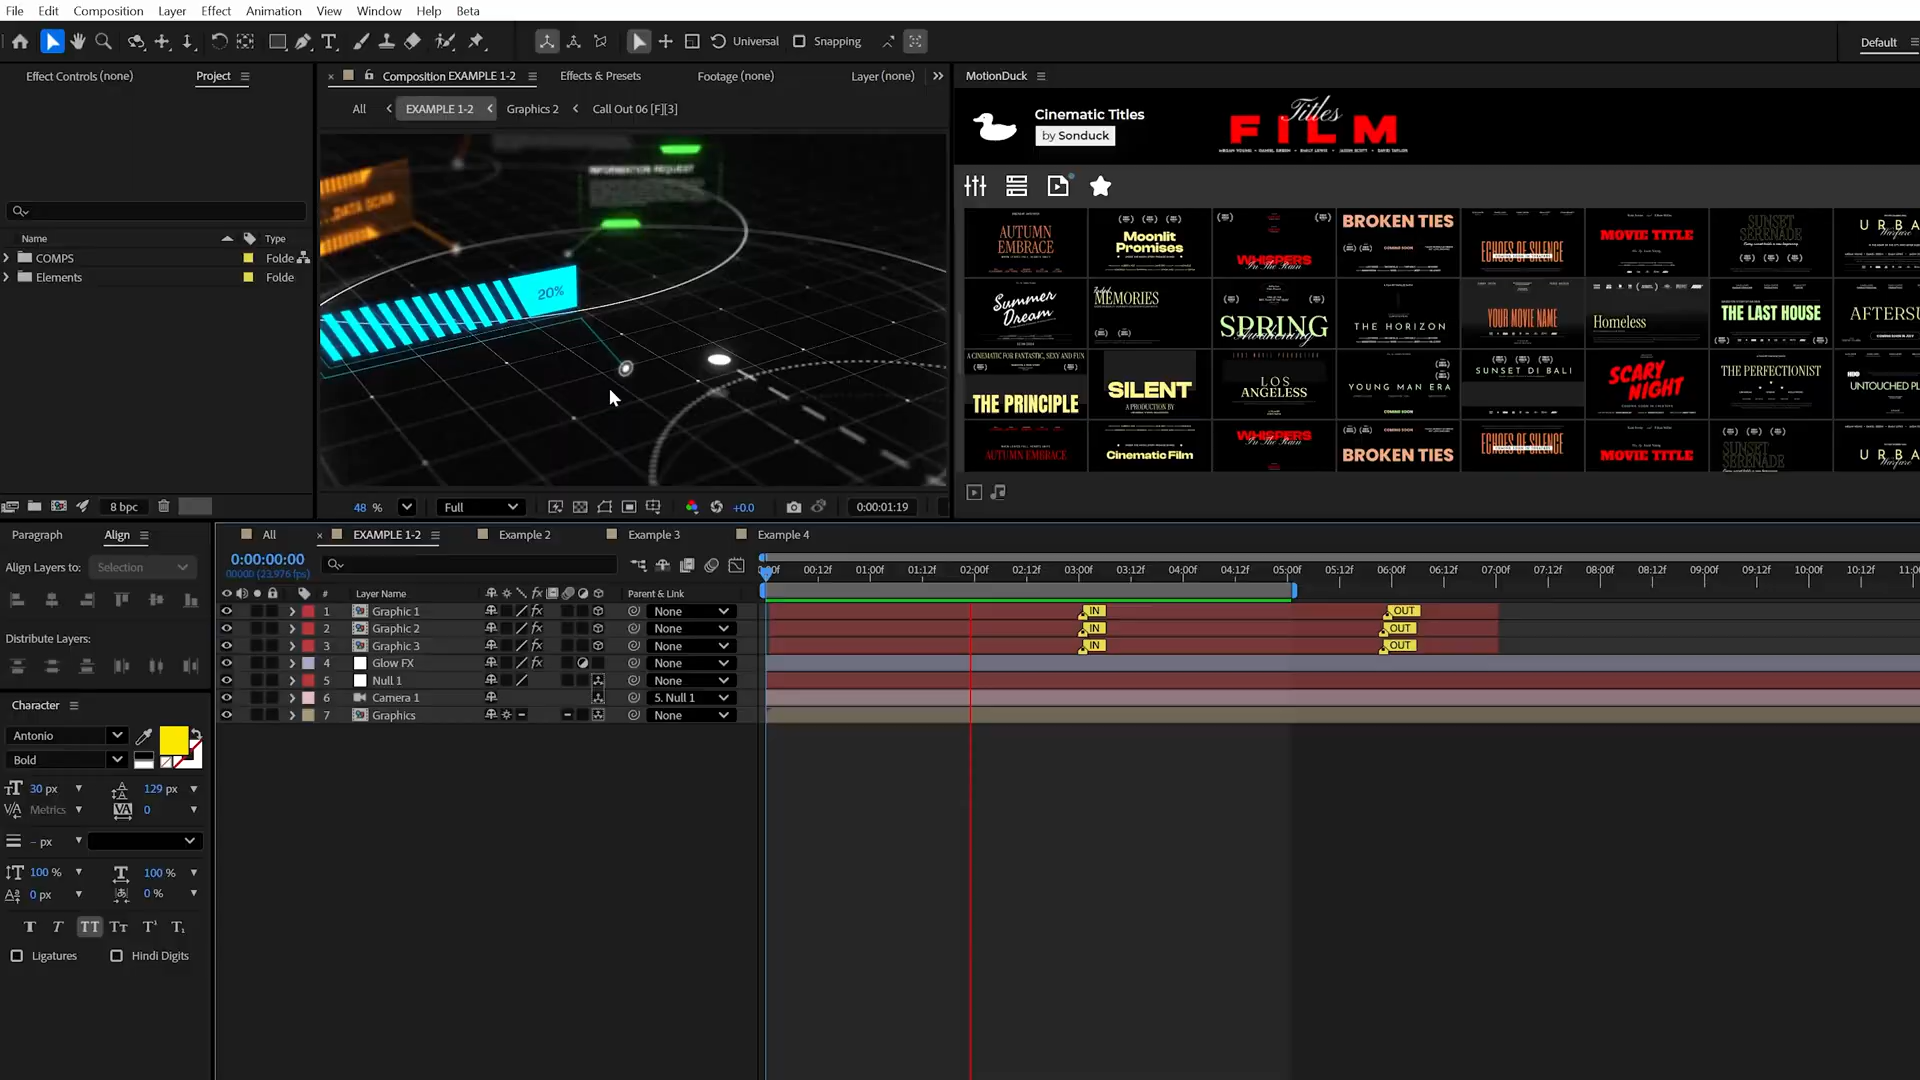 File Edit Composition Layer Effect Animation View Window Help Beta
Universal Snapping Default
Effect Controls (none) Project
Composition EXAMPLE 1-2 Effects & Presets Footage (none) Layer (none)
MotionDuck
All EXAMPLE 1-2 Graphics 2 Call Out 06 [F][3]
Cinematic Titles
by Sonduck
Titles
FILM
Name Type
COMPS Folde
Elements Folde
DATA SCAN
INFORMATION REQUEST
20%
AUTUMN EMBRACE
Moonlit Promises
WHISPERS In The Rain
BROKEN TIES
ECHOES OF SILENCE
MOVIE TITLE
SUNSET SERENADE
URBA
Summer Dream
MEMORIES
SPRING
THE HORIZON
YOUR MOVIE NAME
Homeless
THE LAST HOUSE
AFTERSU
A CINEMATIC FOR FANTASTIC, SEXY AND FUN
THE PRINCIPLE
SILENT
A PRODUCTION BY
LOS ANGELESS
YOUNG MAN ERA
SUNSET DI BALI
SCARY NIGHT
THE PERFECTIONIST
UNTOUCHED PL
AUTUMN EMBRACE
Cinematic Film
WHISPERS In The Rain
BROKEN TIES
ECHOES OF SILENCE
MOVIE TITLE
SUNSET SERENADE
URBA
8 bpc
48 % Full +0.0 0:00:01:19
Paragraph Align
Align Layers to: Selection
Distribute Layers:
All EXAMPLE 1-2 Example 2 Example 3 Example 4
0:00:00:00
00000 (23.976 fps)
00:12f 01:00f 01:12f 02:00f 02:12f 03:00f 03:12f 04:00f 04:12f 05:00f 05:12f 06:00f 06:12f 07:00f 07:12f 08:00f 08:12f 09:00f 09:12f 10:00f 10:12f 11:0
# Layer Name Parent & Link
1 Graphic 1 None IN OUT
2 Graphic 2 None IN OUT
3 Graphic 3 None IN OUT
4 Glow FX None
5 Null 1 None
6 Camera 1 5. Null 1
7 Graphics None
Character
Antonio
Bold
30 px 129 px
Metrics 0
– px
100 % 100 %
0 px 0 %
Ligatures Hindi Digits